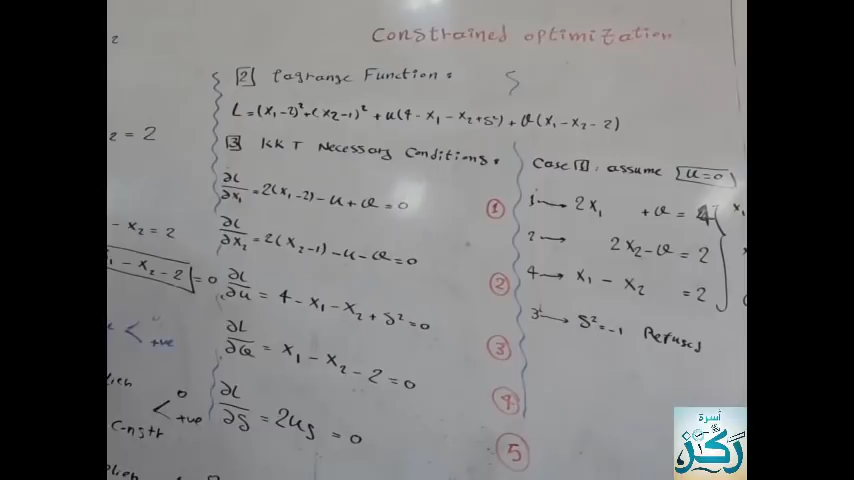 Constrained optimization
2
[2] Lagrange Function:
L = (x₁-2)² + (x₂-1)² + u(4 - x₁ - x₂ + s²) + v(x₁ - x₂ - 2)
₂ = 2
[3] KKT Necessary Conditions:
∂L/∂x₁ = 2(x₁-2) - u + v = 0 ①
∂L/∂x₂ = 2(x₂-1) - u - v = 0 ②
- x₂ = 2
₁ - x₂ - 2 = 0
∂L/∂u = 4 - x₁ - x₂ + s² = 0 ③
∂L/∂v = x₁ - x₂ - 2 = 0 ④
< +ve
∂L/∂s = 2us = 0 ⑤
< 0 +ve
Constr
Case [1]: assume u=0
1 → 2x₁ + v = 4
2 → 2x₂ - v = 2
4 → x₁ - x₂ = 2
3 → s² = -1 Refused
x₁
أسرة
ركز